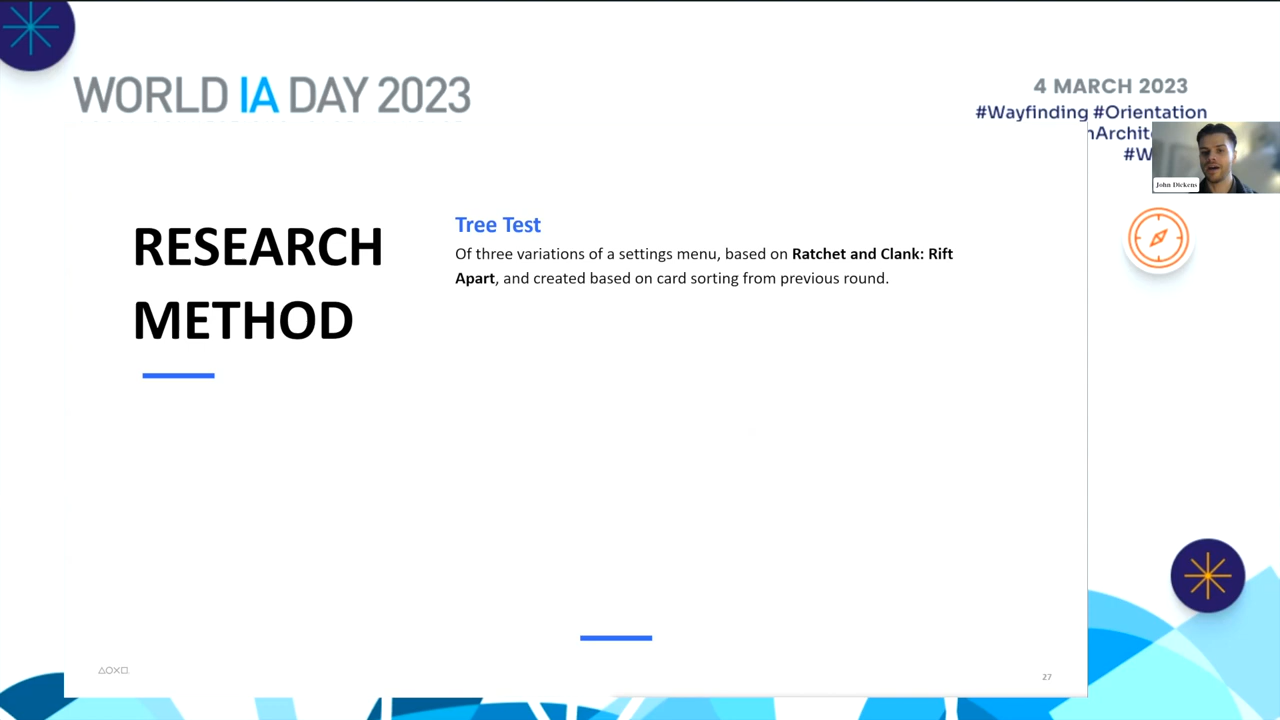 WORLD IA DAY 2023
4 MARCH 2023
#Wayfinding #Orientation
John Dickens
RESEARCH
METHOD
Tree Test
Of three variations of a settings menu, based on Ratchet and Clank: Rift
Apart, and created based on card sorting from previous round.
27